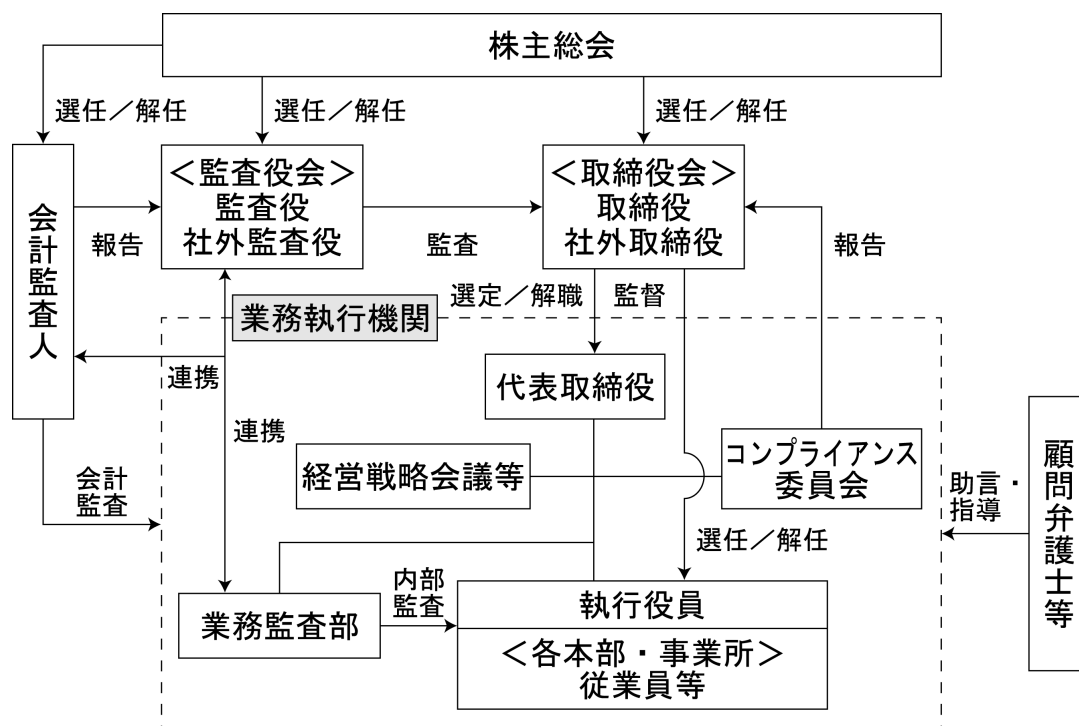 株主総会
選任／解任
選任／解任
選任／解任
会計監査人
＜監査役会＞
監査役
社外監査役
＜取締役会＞
取締役
社外取締役
報告
監査
報告
選定／解職
監督
業務執行機関
代表取締役
連携
連携
経営戦略会議等
コンプライアンス
委員会
顧問弁護士等
会計
監査
助言・
指導
選任／解任
内部
監査
業務監査部
執行役員
＜各本部・事業所＞
従業員等